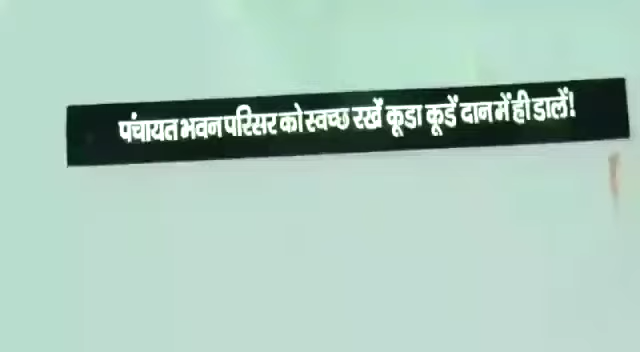 पंचायत भवन परिसर को स्वच्छ रखें कूडा कूडें दान में ही डालें!